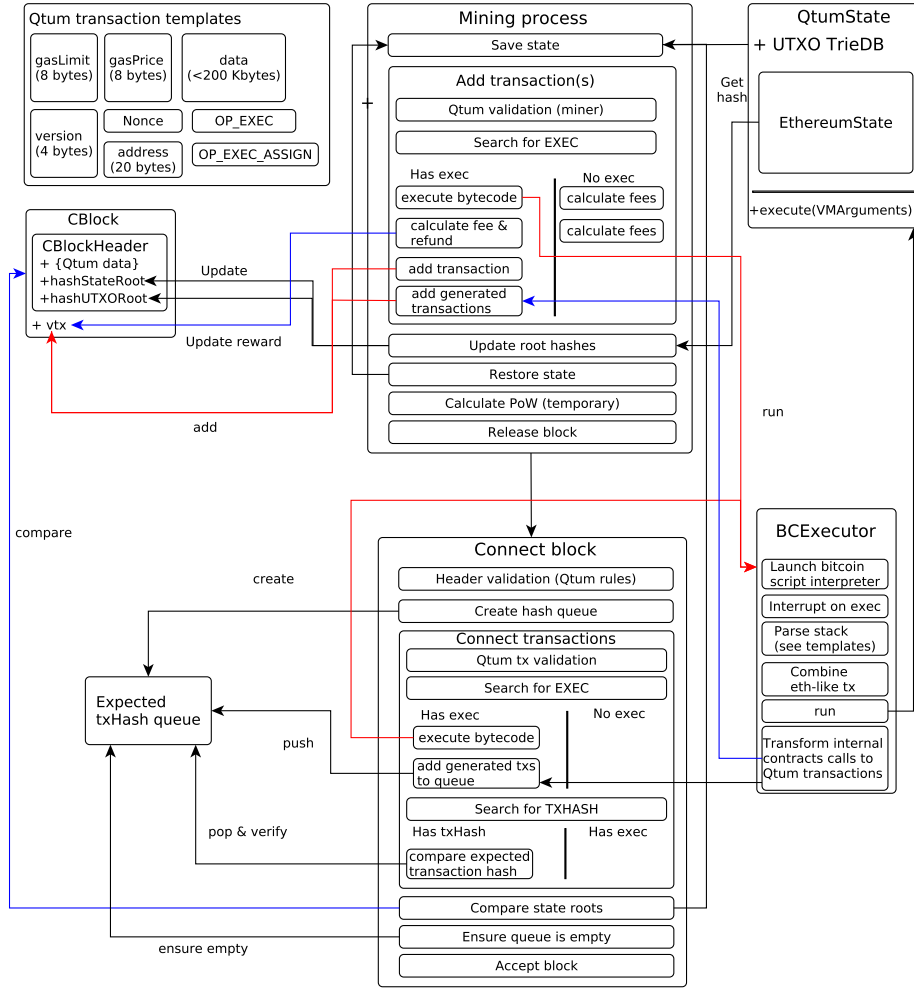 Qtum transaction templates
gasLimit
(8 bytes)
gasPrice
(8 bytes)
data
(<200 Kbytes)
version
(4 bytes)
Nonce
OP_EXEC
address
(20 bytes)
OP_EXEC_ASSIGN
CBlock
CBlockHeader
+ {Qtum data}
+hashStateRoot
+hashUTXORoot
+ vtx
Update
Update reward
add
Mining process
Save state
+
Add transaction(s)
Qtum validation (miner)
Search for EXEC
Has exec
No exec
execute bytecode
calculate fees
calculate fee &
refund
calculate fees
add transaction
add generated
transactions
Update root hashes
Restore state
Calculate PoW (temporary)
Release block
QtumState
+ UTXO TrieDB
Get
hash
EthereumState
+execute(VMArguments)
run
compare
create
Connect block
Header validation (Qtum rules)
Create hash queue
Connect transactions
Qtum tx validation
Search for EXEC
Has exec
No exec
execute bytecode
add generated txs
to queue
Search for TXHASH
Has txHash
Has exec
compare expected
transaction hash
Compare state roots
Ensure queue is empty
Accept block
Expected
txHash queue
push
pop & verify
ensure empty
BCExecutor
Launch bitcoin
script interpreter
Interrupt on exec
Parse stack
(see templates)
Combine
eth-like tx
run
Transform internal
contracts calls to
Qtum transactions